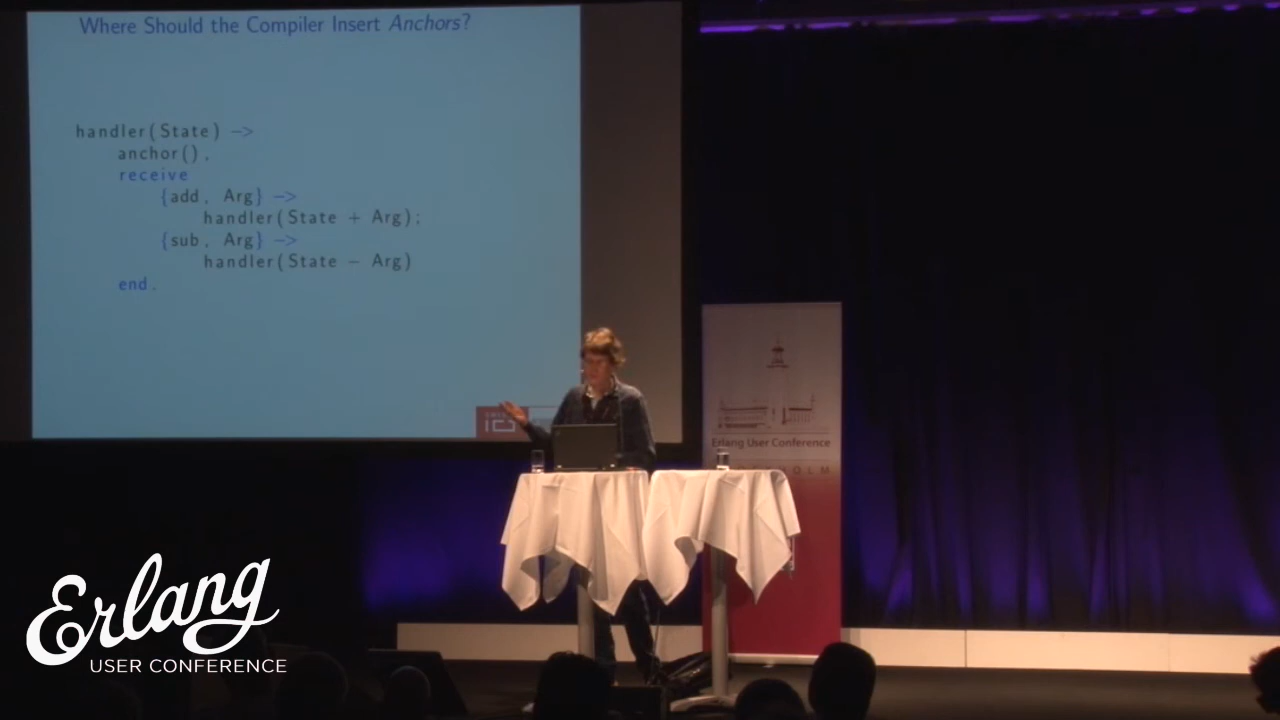 Where Should the Compiler Insert Anchors?
handler(State) ->
anchor(),
receive
{add, Arg} ->
handler(State + Arg);
{sub, Arg} ->
handler(State - Arg)
end.
Erlang User Conference
Erlang
USER CONFERENCE